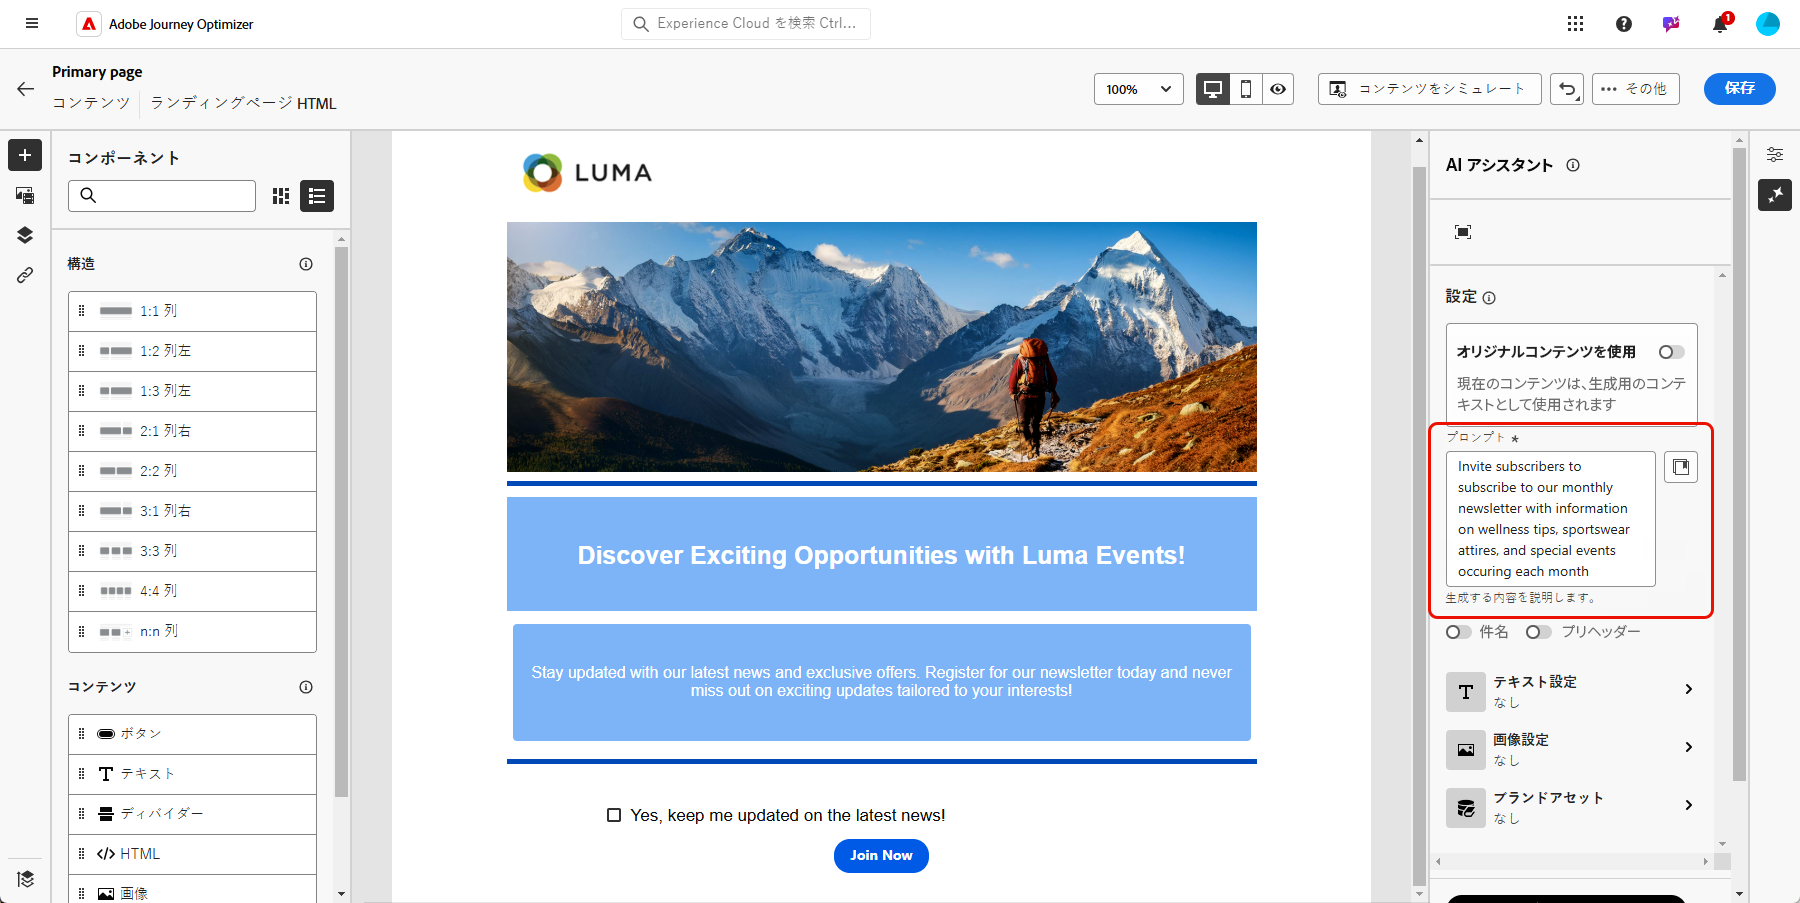 Adobe Journey Optimizer
Experience Cloud を検索 Ctrl...
1
Primary page
コンテンツ
ランディングページ HTML
100%
コンテンツをシミュレート
その他
保存
コンポーネント
構造
1:1 列
1:2 列左
1:3 列左
2:1 列右
2:2 列
3:1 列右
3:3 列
4:4 列
n:n 列
コンテンツ
ボタン
テキスト
ディバイダー
HTML
画像
LUMA
Discover Exciting Opportunities with Luma Events!
Stay updated with our latest news and exclusive offers. Register for our newsletter today and never
miss out on exciting updates tailored to your interests!
Yes, keep me updated on the latest news!
Join Now
AI アシスタント
設定
オリジナルコンテンツを使用
現在のコンテンツは、生成用のコンテ
キストとして使用されます
プロンプト *
Invite subscribers to
subscribe to our monthly
newsletter with information
on wellness tips, sportswear
attires, and special events
occuring each month
生成する内容を説明します。
件名
プリヘッダー
テキスト設定
なし
画像設定
なし
ブランドアセット
なし